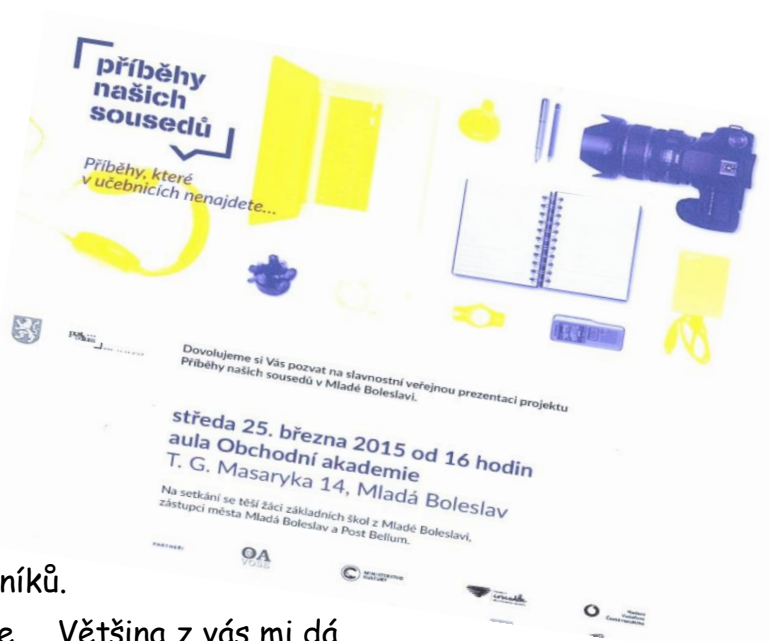 příběhy
našich
sousedů
Příběhy, které
v učebnicích nenajdete...
Dovolujeme si Vás pozvat na slavnostní veřejnou prezentaci projektu
Příběhy našich sousedů v Mladé Boleslavi.
středa 25. března 2015 od 16 hodin
aula Obchodní akademie
T. G. Masaryka 14, Mladá Boleslav
Na setkání se těší žáci základních škol z Mladé Boleslavi,
zástupci města Mladá Boleslav a Post Bellum.
PARTNEŘI:
OA
VOŠS
MINISTERSTVO
KULTURY
níků.
Většina z vás mi dá